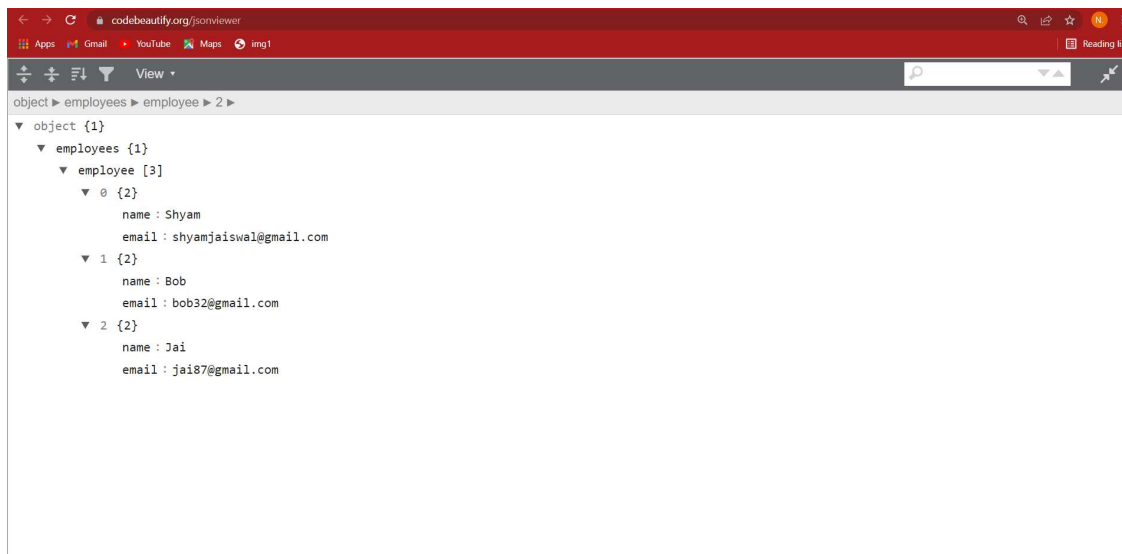 codebeautify.org/jsonviewer N.
Apps Gmail YouTube Maps img1 Reading li
View
object ▶ employees ▶ employee ▶ 2 ▶
▼ object {1}
▼ employees {1}
▼ employee [3]
▼ 0 {2}
name : Shyam
email : shyamjaiswal@gmail.com
▼ 1 {2}
name : Bob
email : bob32@gmail.com
▼ 2 {2}
name : Jai
email : jai87@gmail.com